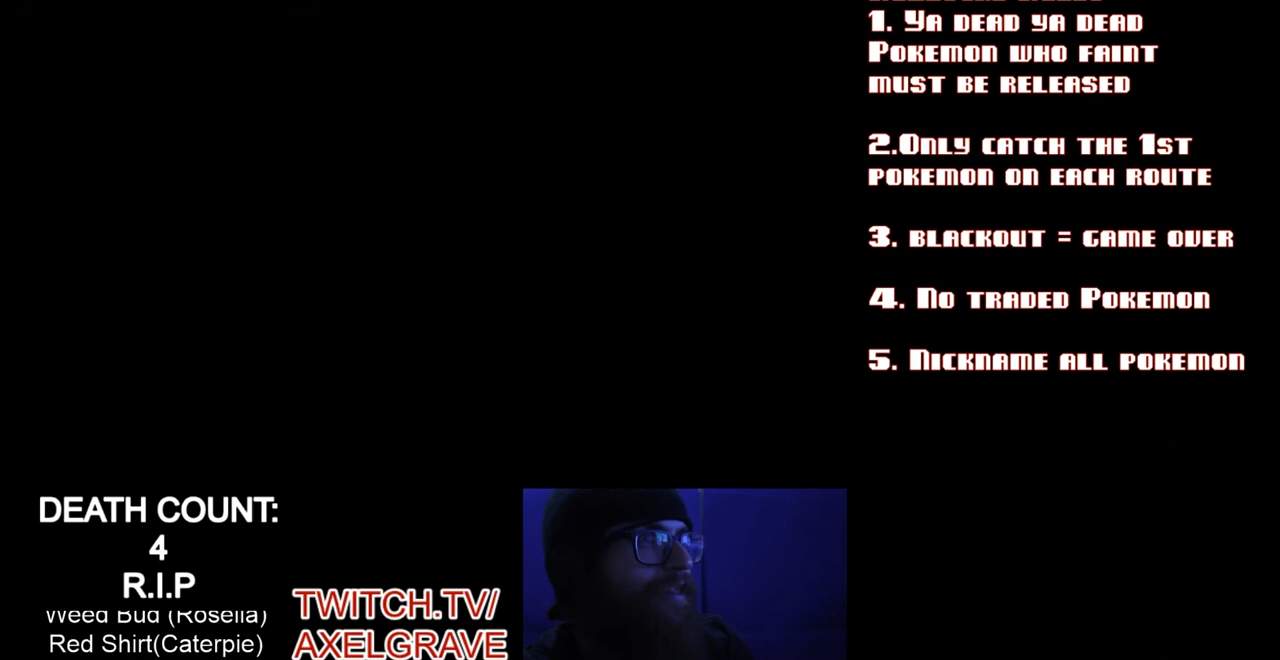 1. Ya dead ya dead
Pokemon who faint
must be released
2.Only catch the 1st
pokemon on each route
3. blackout = game over
4. No traded Pokemon
5. Nickname all pokemon
DEATH COUNT:
4
R.I.P
Weed Bud (Rosella)
Red Shirt(Caterpie)
TWITCH.TV/
AXELGRAVE